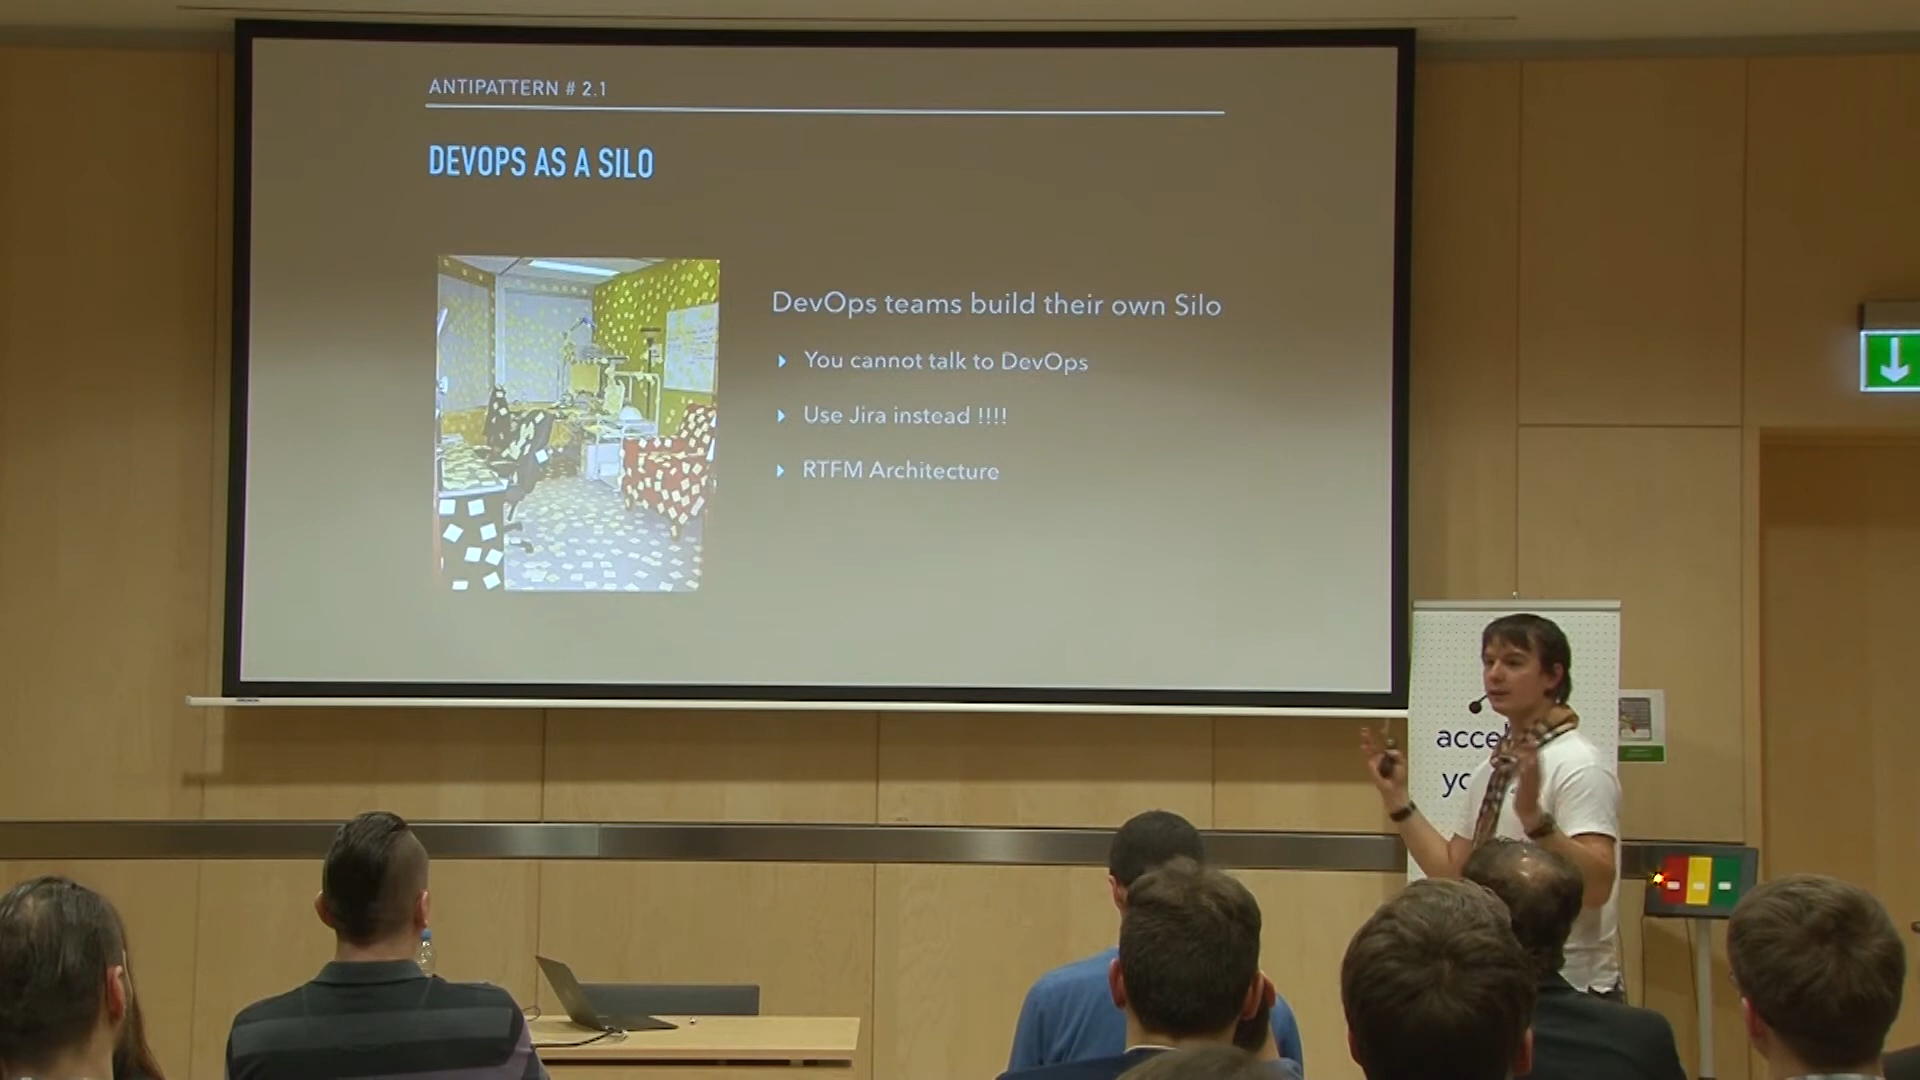 ANTIPATTERN # 2.1
DEVOPS AS A SILO
DevOps teams build their own Silo
You cannot talk to DevOps
Use Jira instead !!!!
RTFM Architecture